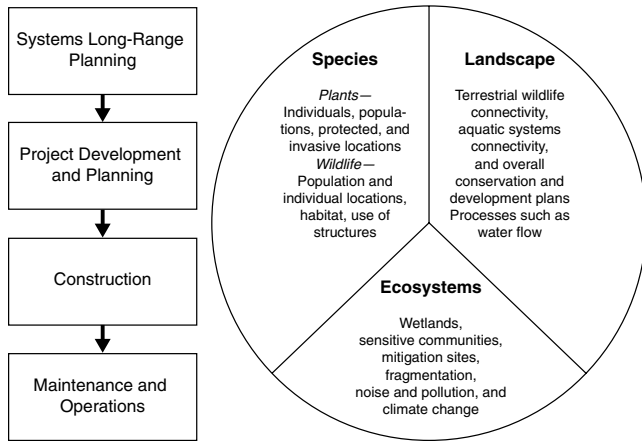 Systems Long-Range
Planning
Project Development
and Planning
Construction
Maintenance and
Operations
Species
Plants—
Individuals, popula-
tions, protected, and
invasive locations
Wildlife—
Population and
individual locations,
habitat, use of
structures
Landscape
Terrestrial wildlife
connectivity,
aquatic systems
connectivity,
and overall
conservation and
development plans
Processes such as
water flow
Ecosystems
Wetlands,
sensitive communities,
mitigation sites,
fragmentation,
noise and pollution, and
climate change